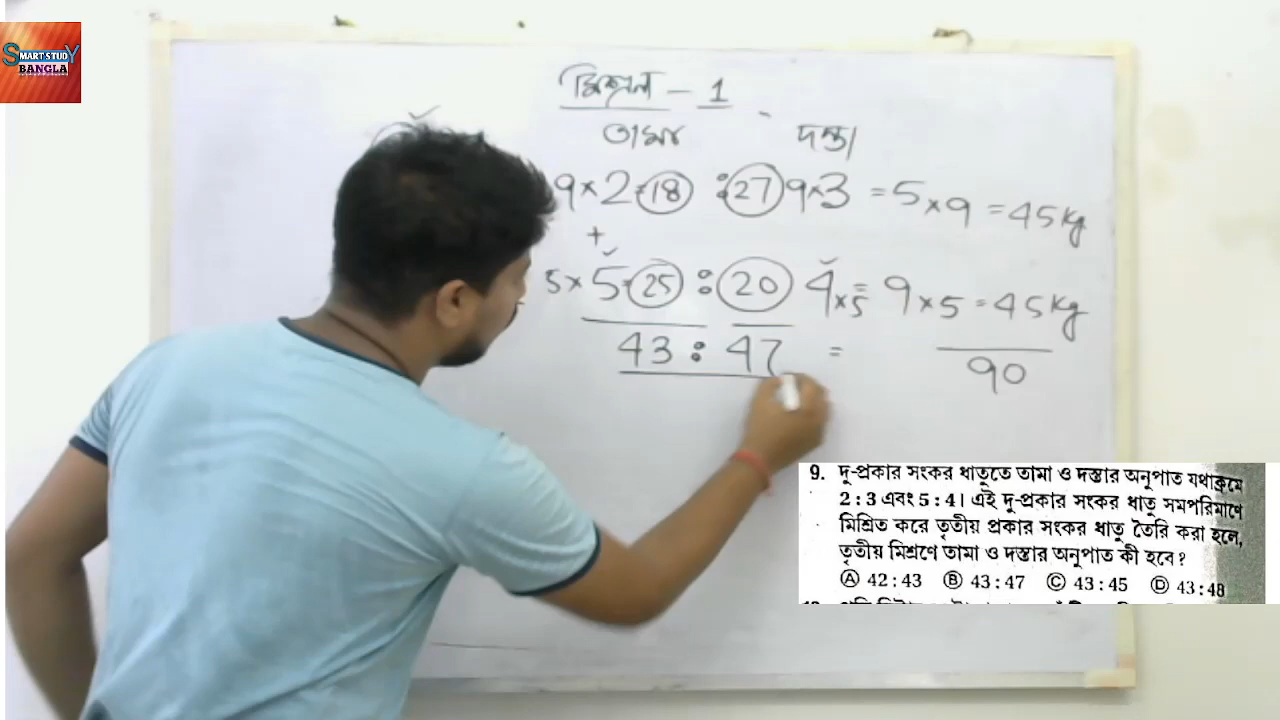 SMART STUDY
BANGLA
মিশ্রণ - 1
তামা দস্তা
9×2=18 : 27 9×3 = 5×9 = 45kg
+
5×5=25 : 20 4×5 = 9×5 = 45kg
43 : 47 = 90
9. দু-প্রকার সংকর ধাতুতে তামা ও দস্তার অনুপাত যথাক্রমে
2 : 3 এবং 5 : 4। এই দু-প্রকার সংকর ধাতু সমপরিমাণে
মিশ্রিত করে তৃতীয় প্রকার সংকর ধাতু তৈরি করা হলে,
তৃতীয় মিশ্রণে তামা ও দস্তার অনুপাত কী হবে?
Ⓐ 42 : 43 Ⓑ 43 : 47 Ⓒ 43 : 45 Ⓓ 43 : 48